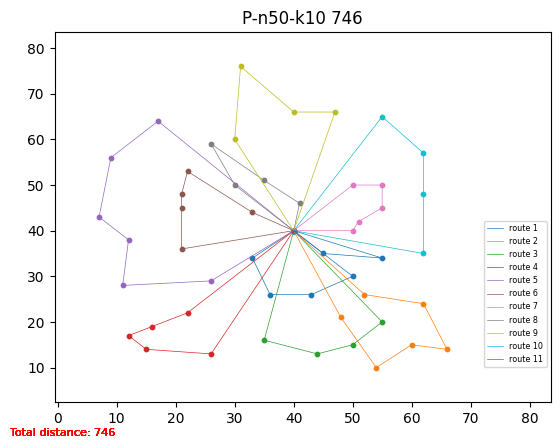 P-n50-k10 746
80
70
60
50
40
30
20
10
0 10 20 30 40 50 60 70 80
route 1
route 2
route 3
route 4
route 5
route 6
route 7
route 8
route 9
route 10
route 11
Total distance: 746